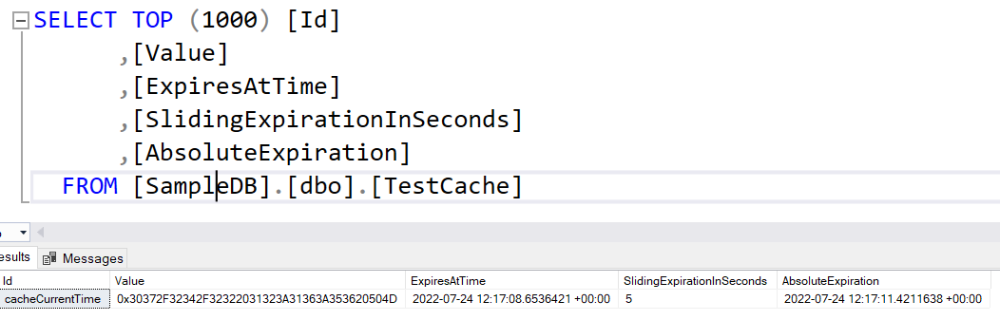 SELECT TOP (1000) [Id]
,[Value]
,[ExpiresAtTime]
,[SlidingExpirationInSeconds]
,[AbsoluteExpiration]
FROM [SampleDB].[dbo].[TestCache]
esults Messages
Id Value ExpiresAtTime SlidingExpirationInSeconds AbsoluteExpiration
cacheCurrentTime 0x30372F32342F32322031323A31363A353620504D 2022-07-24 12:17:08.6536421 +00:00 5 2022-07-24 12:17:11.4211638 +00:00